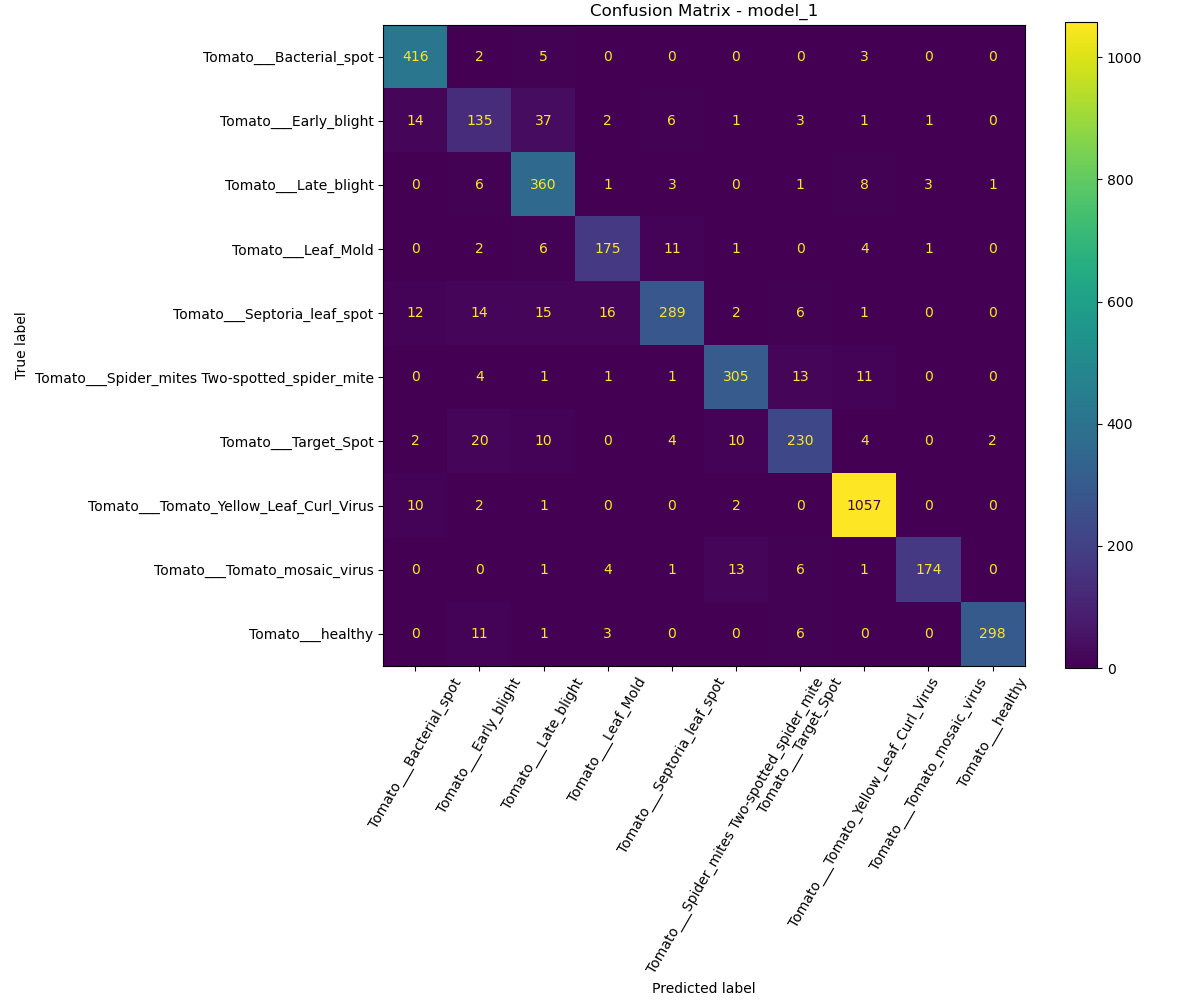 Confusion Matrix - model_1
True label
Tomato___Bacterial_spot 416 2 5 0 0 0 0 3 0 0
Tomato___Early_blight 14 135 37 2 6 1 3 1 1 0
Tomato___Late_blight 0 6 360 1 3 0 1 8 3 1
Tomato___Leaf_Mold 0 2 6 175 11 1 0 4 1 0
Tomato___Septoria_leaf_spot 12 14 15 16 289 2 6 1 0 0
Tomato___Spider_mites Two-spotted_spider_mite 0 4 1 1 1 305 13 11 0 0
Tomato___Target_Spot 2 20 10 0 4 10 230 4 0 2
Tomato___Tomato_Yellow_Leaf_Curl_Virus 10 2 1 0 0 2 0 1057 0 0
Tomato___Tomato_mosaic_virus 0 0 1 4 1 13 6 1 174 0
Tomato___healthy 0 11 1 3 0 0 6 0 0 298
Tomato___Bacterial_spot
Tomato___Early_blight
Tomato___Late_blight
Tomato___Leaf_Mold
Tomato___Septoria_leaf_spot
Tomato___Spider_mites Two-spotted_spider_mite
Tomato___Target_Spot
Tomato___Tomato_Yellow_Leaf_Curl_Virus
Tomato___Tomato_mosaic_virus
Tomato___healthy
Predicted label
1000
800
600
400
200
0